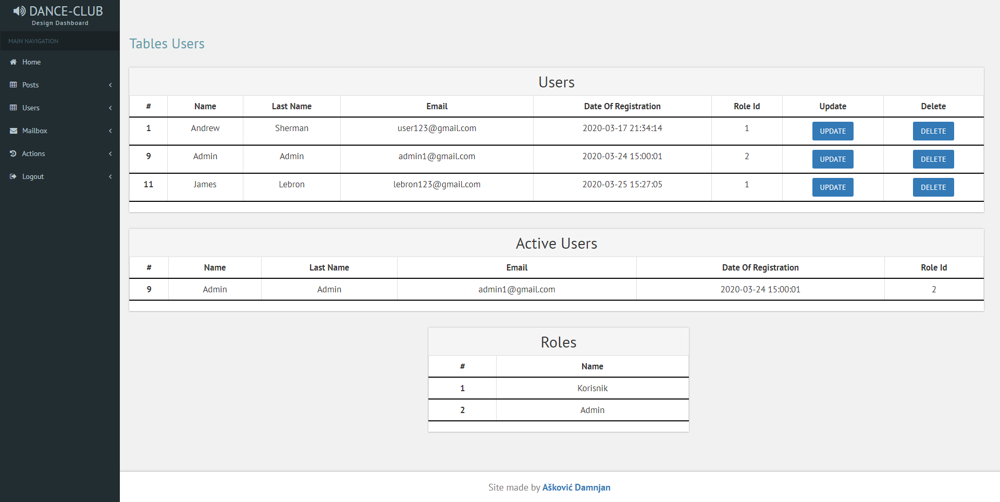 DANCE-CLUB
Design Dashboard
MAIN NAVIGATION
Home
Posts
Users
Mailbox
Actions
Logout
Tables Users
Users
# Name Last Name Email Date Of Registration Role Id Update Delete
1 Andrew Sherman user123@gmail.com 2020-03-17 21:34:14 1 UPDATE DELETE
9 Admin Admin admin1@gmail.com 2020-03-24 15:00:01 2 UPDATE DELETE
11 James Lebron lebron123@gmail.com 2020-03-25 15:27:05 1 UPDATE DELETE
Active Users
# Name Last Name Email Date Of Registration Role Id
9 Admin Admin admin1@gmail.com 2020-03-24 15:00:01 2
Roles
# Name
1 Korisnik
2 Admin
Site made by Ašković Damnjan